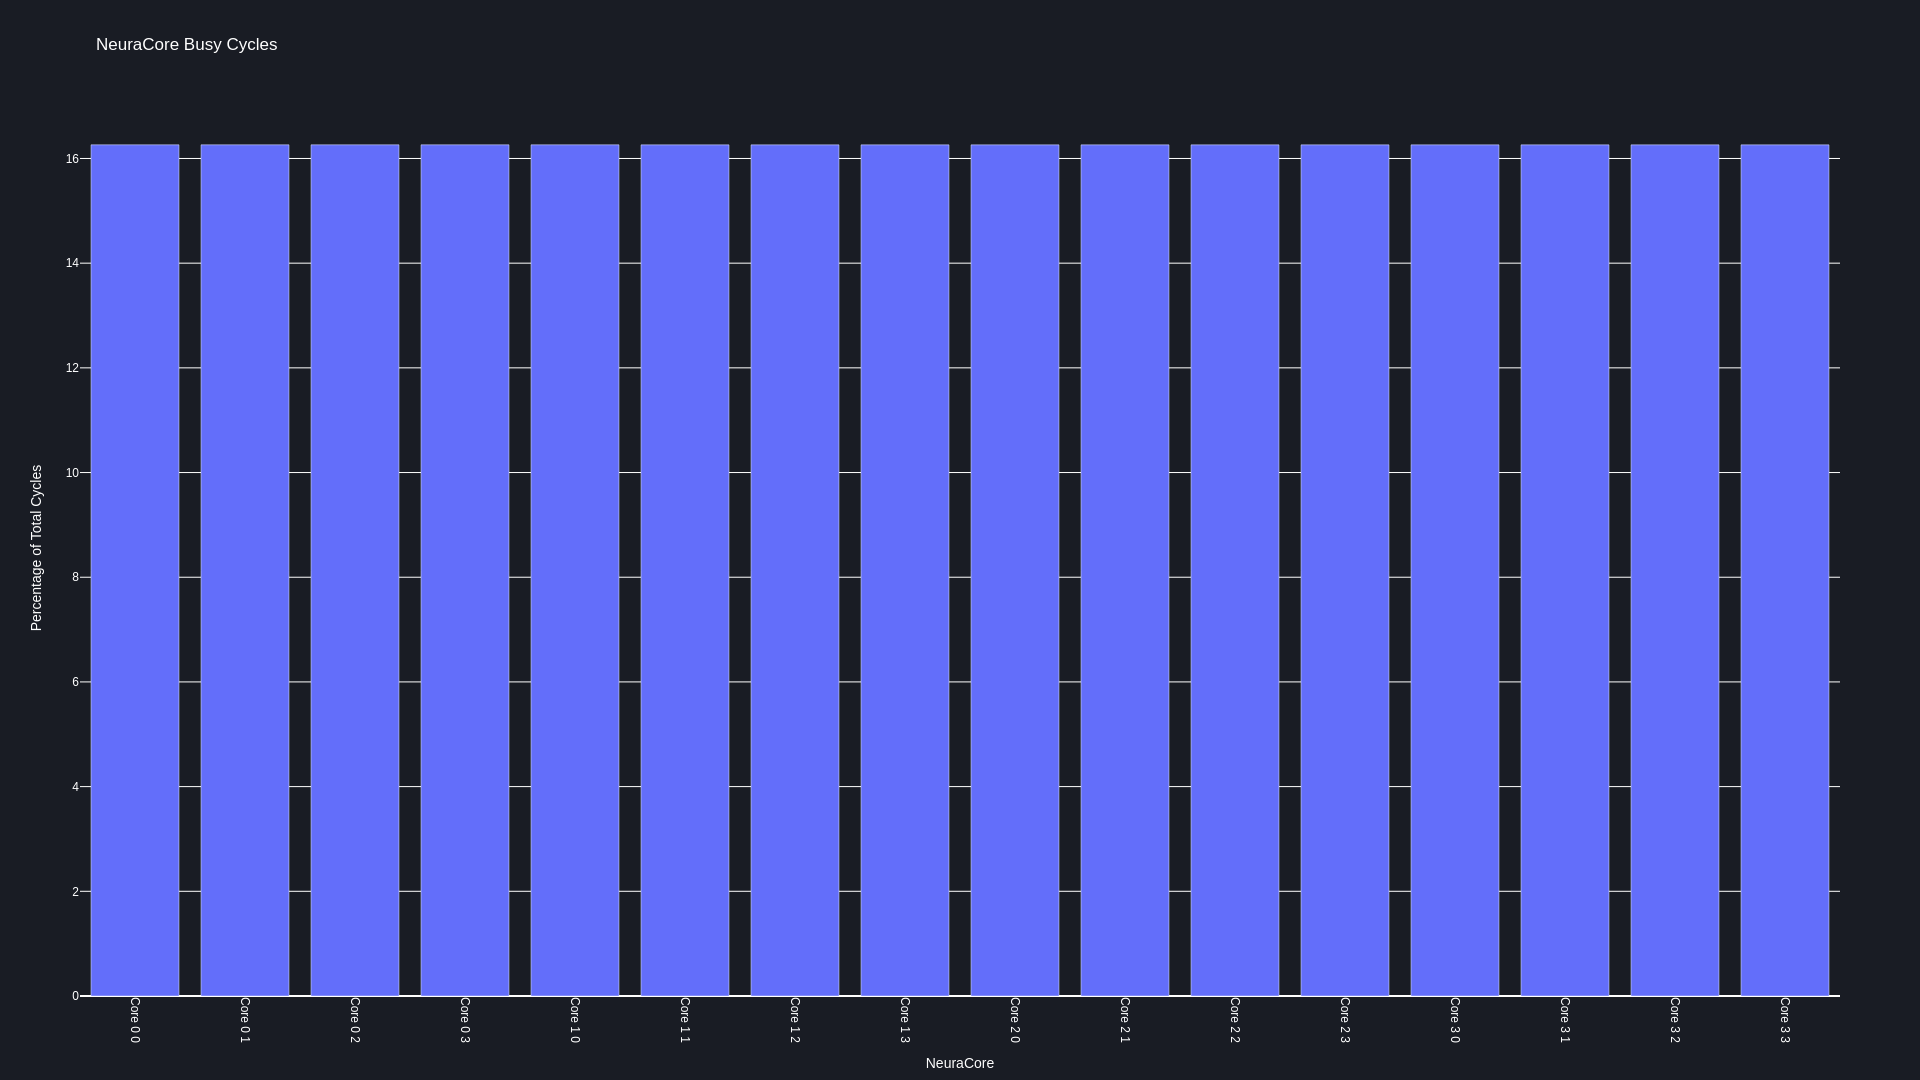 NeuraCore Busy Cycles
16
14
12
10
8
6
4
2
0
Percentage of Total Cycles
Core 0 0
Core 0 1
Core 0 2
Core 0 3
Core 1 0
Core 1 1
Core 1 2
Core 1 3
Core 2 0
Core 2 1
Core 2 2
Core 2 3
Core 3 0
Core 3 1
Core 3 2
Core 3 3
NeuraCore